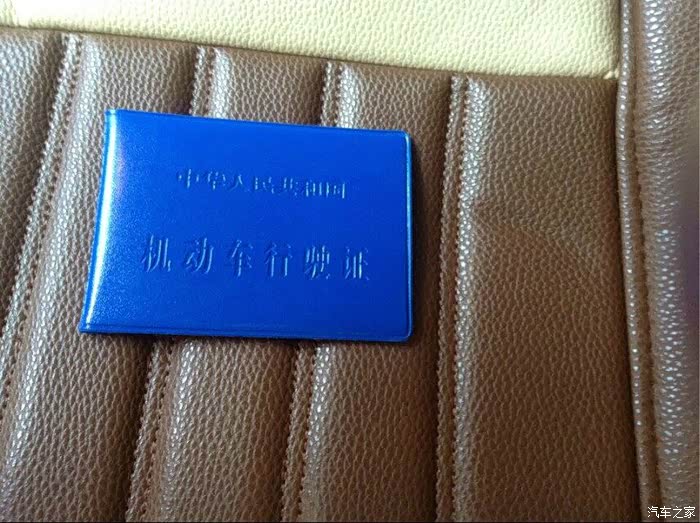 中华人民共和国
机动车行驶证
汽车之家